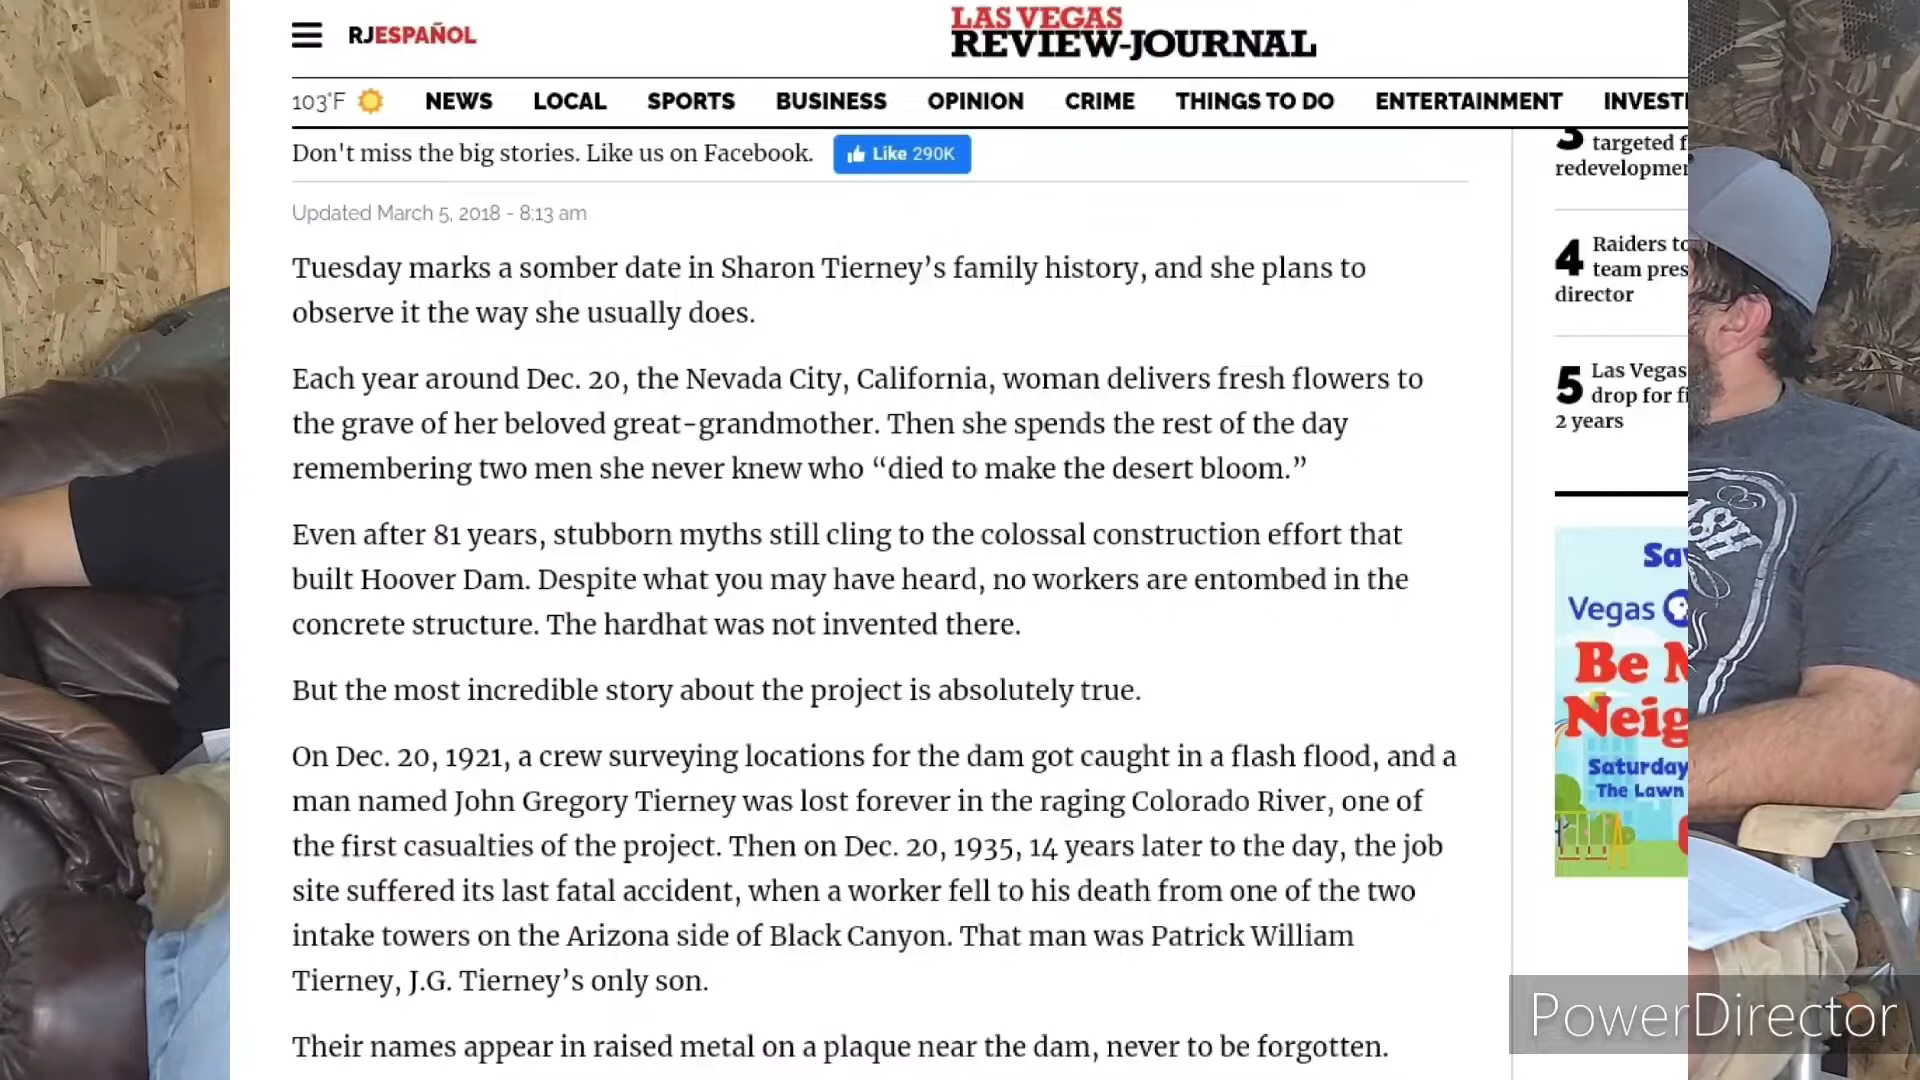 RJESPAÑOL
LAS VEGAS
REVIEW-JOURNAL
103°F NEWS LOCAL SPORTS BUSINESS OPINION CRIME THINGS TO DO ENTERTAINMENT INVESTI
Don't miss the big stories. Like us on Facebook. Like 290K
Updated March 5, 2018 - 8:13 am
Tuesday marks a somber date in Sharon Tierney’s family history, and she plans to
observe it the way she usually does.
Each year around Dec. 20, the Nevada City, California, woman delivers fresh flowers to
the grave of her beloved great-grandmother. Then she spends the rest of the day
remembering two men she never knew who “died to make the desert bloom.”
Even after 81 years, stubborn myths still cling to the colossal construction effort that
built Hoover Dam. Despite what you may have heard, no workers are entombed in the
concrete structure. The hardhat was not invented there.
But the most incredible story about the project is absolutely true.
On Dec. 20, 1921, a crew surveying locations for the dam got caught in a flash flood, and a
man named John Gregory Tierney was lost forever in the raging Colorado River, one of
the first casualties of the project. Then on Dec. 20, 1935, 14 years later to the day, the job
site suffered its last fatal accident, when a worker fell to his death from one of the two
intake towers on the Arizona side of Black Canyon. That man was Patrick William
Tierney, J.G. Tierney’s only son.
Their names appear in raised metal on a plaque near the dam, never to be forgotten.
3 targeted f
redevelopme
4 Raiders to
team pres
director
5 Las Vegas
drop for fi
2 years
Sa
Vegas
Be M
Neig
Saturday
The Lawn
PowerDirector